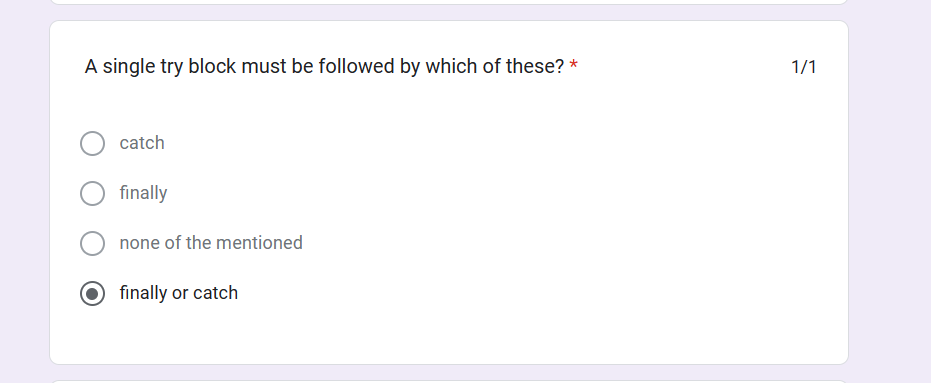 A single try block must be followed by which of these? *
1/1
catch
finally
none of the mentioned
finally or catch